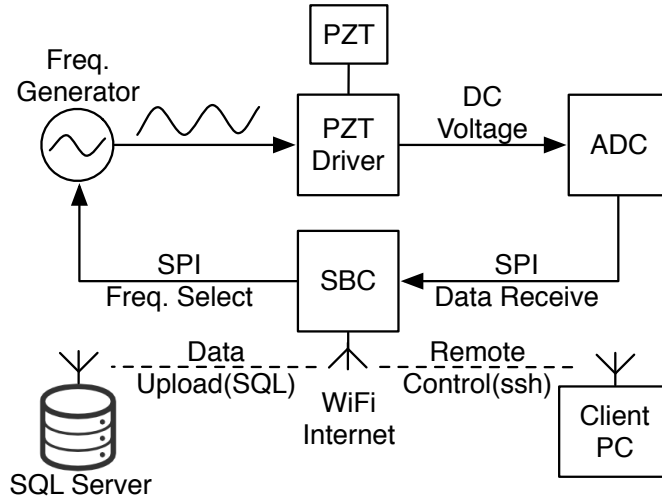 PZT
Freq.
Generator
PZT
Driver
DC
Voltage
ADC
SPI
Freq. Select
SBC
SPI
Data Receive
Data
Upload(SQL)
WiFi
Internet
Remote
Control(ssh)
Client
PC
SQL Server